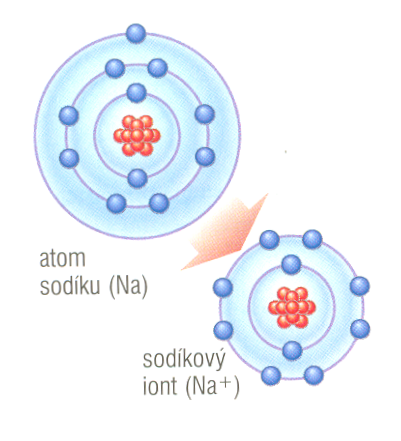 atom
sodíku (Na)
sodíkový
iont (Na+)